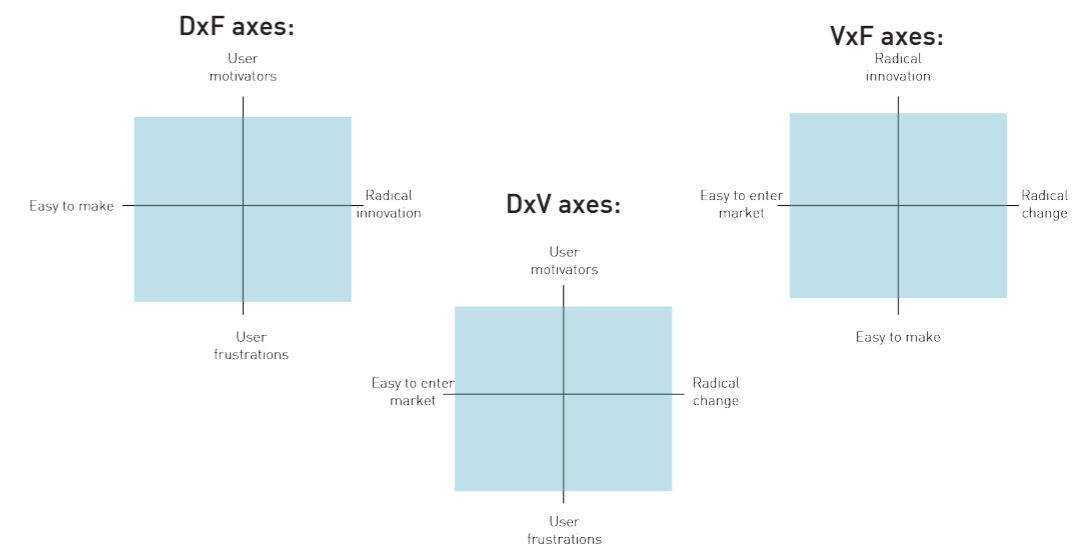 DxF axes:
User
motivators
Easy to make
Radical
innovation
User
frustrations
DxV axes:
User
motivators
Easy to enter
market
Radical
change
User
frustrations
VxF axes:
Radical
innovation
Easy to enter
market
Radical
change
Easy to make